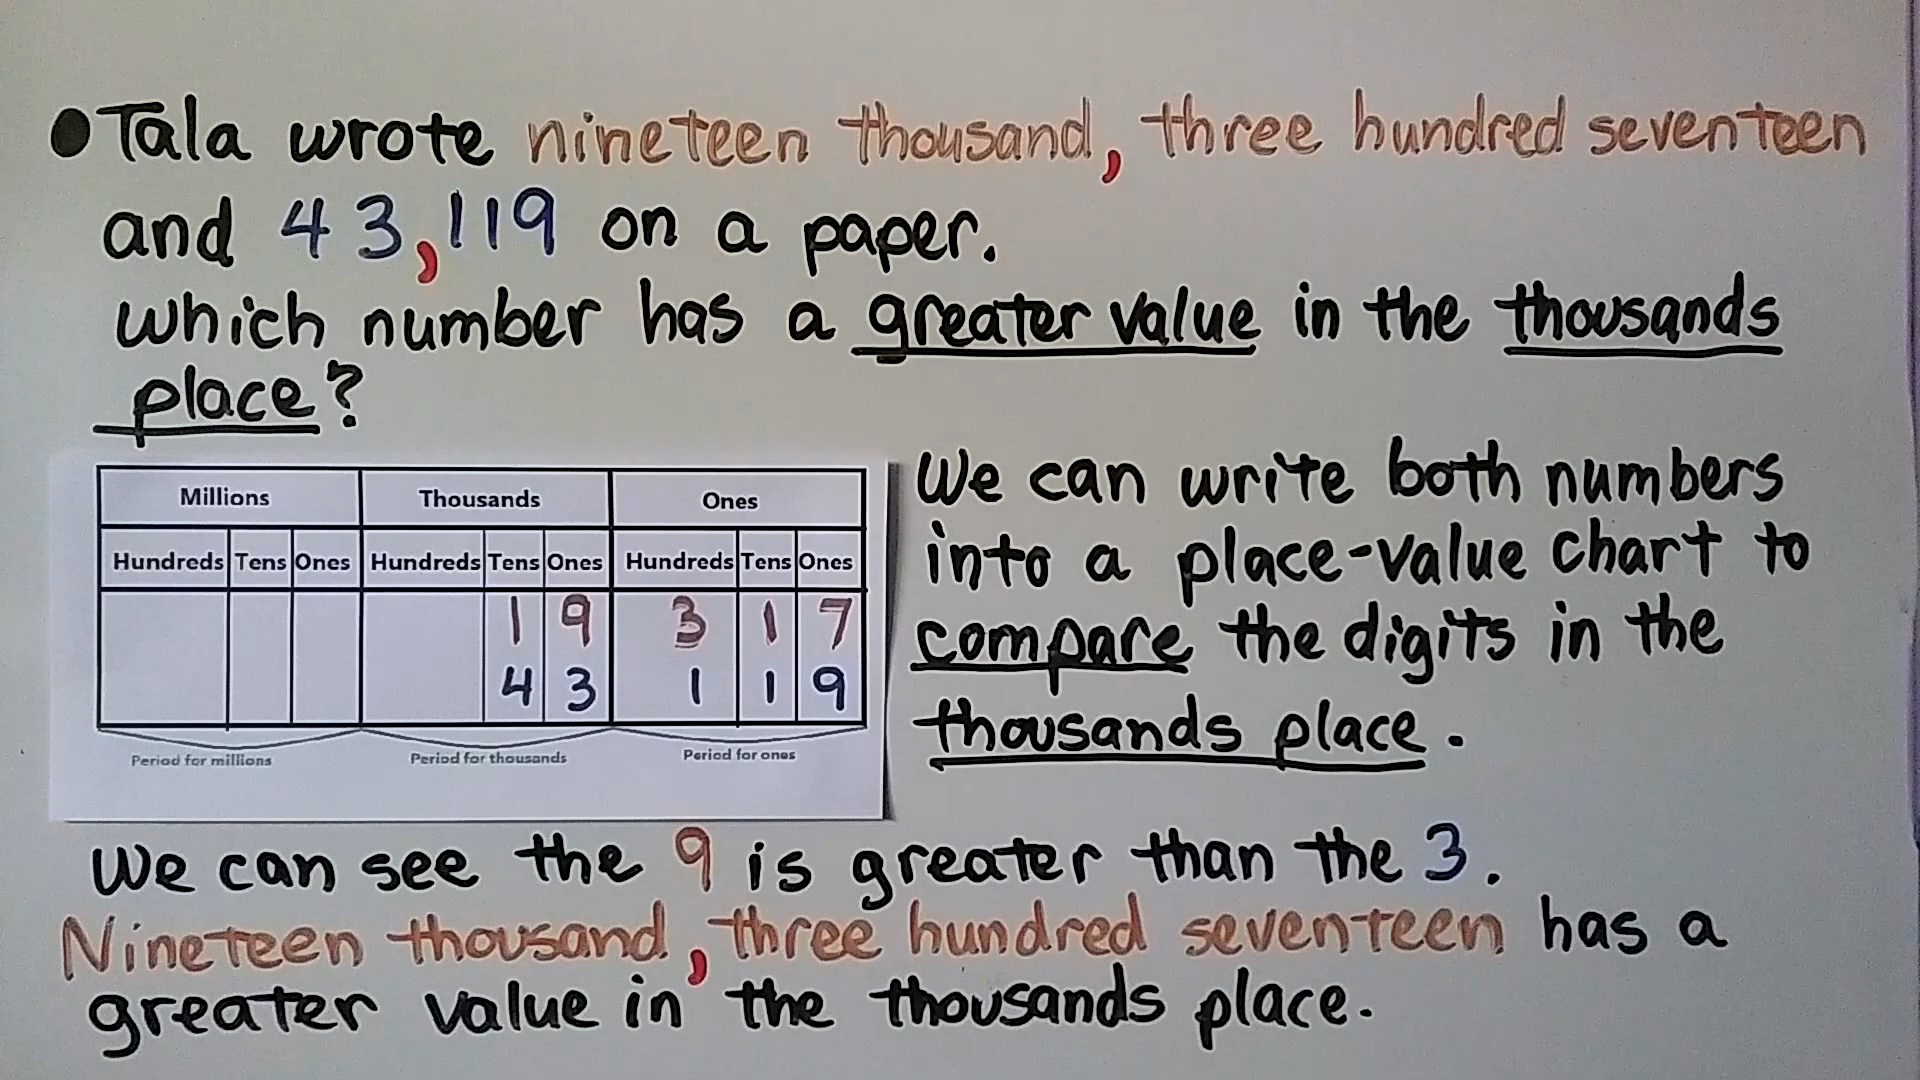 Tala wrote nineteen thousand, three hundred seventeen
and 43,119 on a paper.
Which number has a greater value in the thousands
place?
Millions Thousands Ones
Hundreds Tens Ones Hundreds Tens Ones Hundreds Tens Ones
1 9 3 1 7
4 3 1 1 9
Period for millions Period for thousands Period for ones
We can write both numbers
into a place-value chart to
compare the digits in the
thousands place.
We can see the 9 is greater than the 3.
Nineteen thousand, three hundred seventeen has a
greater value in the thousands place.